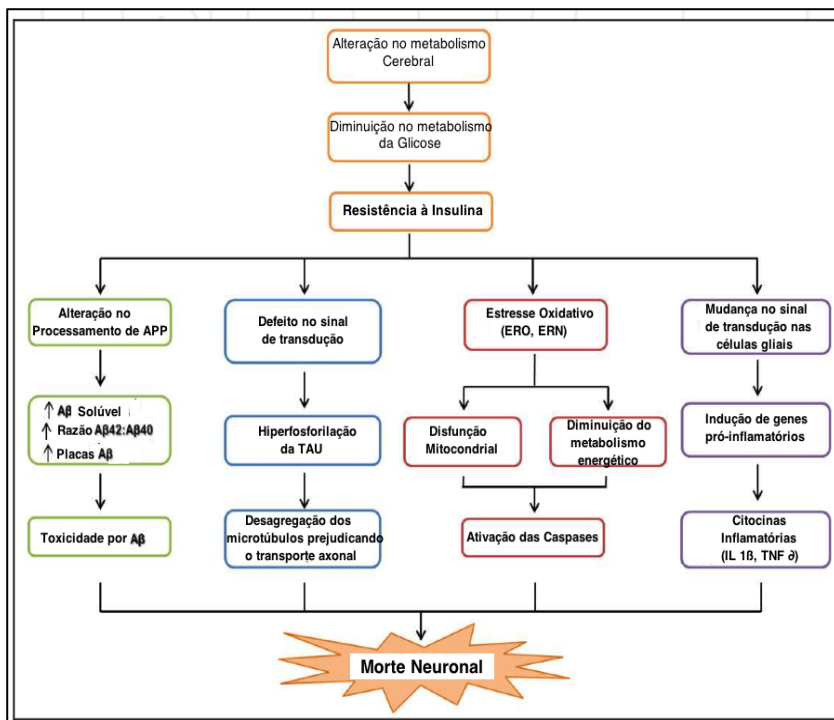 Alteração no metabolismo
Cerebral
Diminuição no metabolismo
da Glicose
Resistência à Insulina
Alteração no
Processamento de APP
↑ Aβ Solúvel
↑ Razão Aβ42:Aβ40
↑ Placas Aβ
Toxicidade por Aβ
Defeito no sinal
de transdução
Hiperfosforilação
da TAU
Desagregação dos
microtúbulos prejudicando
o transporte axonal
Estresse Oxidativo
(ERO, ERN)
Disfunção
Mitocondrial
Diminuição do
metabolismo
energético
Ativação das Caspases
Mudança no sinal
de transdução nas
células gliais
Indução de genes
pró-inflamatórios
Citocinas
Inflamatórias
(IL 1ß, TNF ∂)
Morte Neuronal